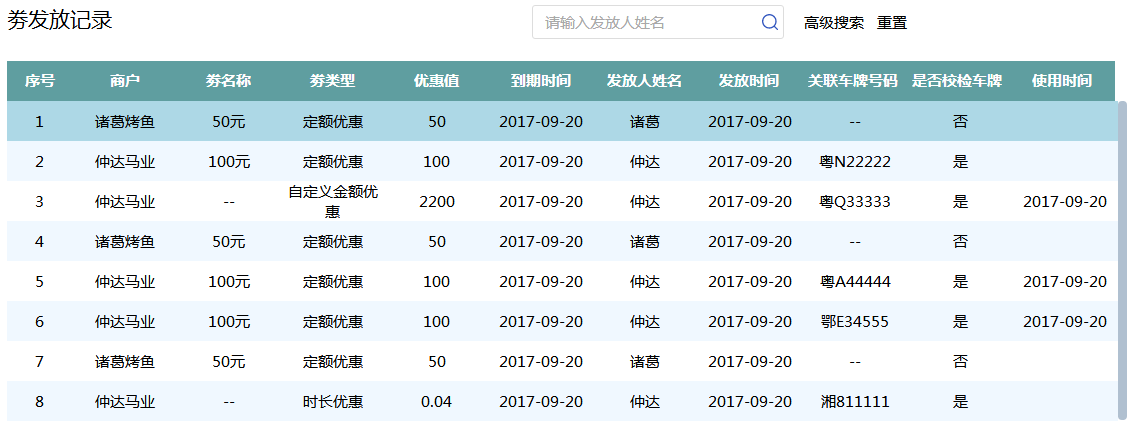 券发放记录
请输入发放人姓名 高级搜索 重置
序号 商户 券名称 券类型 优惠值 到期时间 发放人姓名 发放时间 关联车牌号码 是否校检车牌 使用时间
1 诸葛烤鱼 50元 定额优惠 50 2017-09-20 诸葛 2017-09-20 -- 否
2 仲达马业 100元 定额优惠 100 2017-09-20 仲达 2017-09-20 粤N22222 是
3 仲达马业 -- 自定义金额优惠 2200 2017-09-20 仲达 2017-09-20 粤Q33333 是 2017-09-20
4 诸葛烤鱼 50元 定额优惠 50 2017-09-20 诸葛 2017-09-20 -- 否
5 仲达马业 100元 定额优惠 100 2017-09-20 仲达 2017-09-20 粤A44444 是 2017-09-20
6 仲达马业 100元 定额优惠 100 2017-09-20 仲达 2017-09-20 鄂E34555 是 2017-09-20
7 诸葛烤鱼 50元 定额优惠 50 2017-09-20 诸葛 2017-09-20 -- 否
8 仲达马业 -- 时长优惠 0.04 2017-09-20 仲达 2017-09-20 湘811111 是